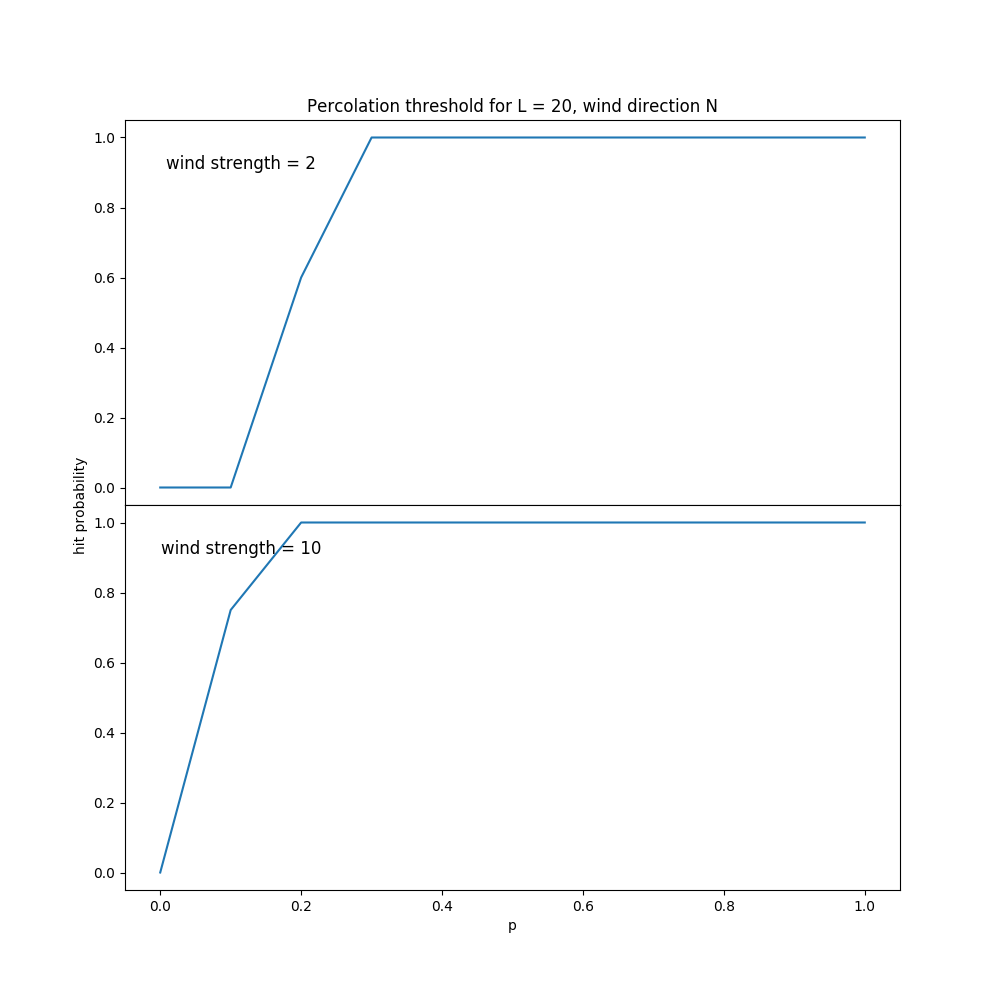 Percolation threshold for L = 20, wind direction N
1.0
wind strength = 2
0.8
0.6
0.4
0.2
0.0
hit probability
1.0
wind strength = 10
0.8
0.6
0.4
0.2
0.0
0.0 0.2 0.4 0.6 0.8 1.0
p